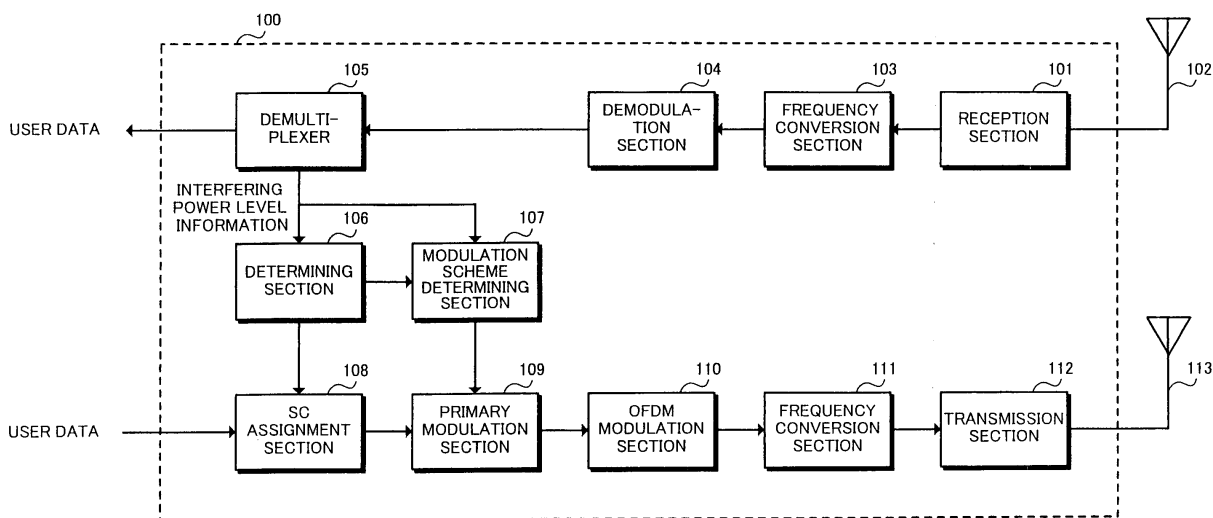 100
105
104
103
101
102
USER DATA
DEMULTI-
PLEXER
DEMODULA-
TION
SECTION
FREQUENCY
CONVERSION
SECTION
RECEPTION
SECTION
INTERFERING
POWER LEVEL
INFORMATION
106
107
DETERMINING
SECTION
MODULATION
SCHEME
DETERMINING
SECTION
108
109
110
111
112
113
USER DATA
SC
ASSIGNMENT
SECTION
PRIMARY
MODULATION
SECTION
OFDM
MODULATION
SECTION
FREQUENCY
CONVERSION
SECTION
TRANSMISSION
SECTION